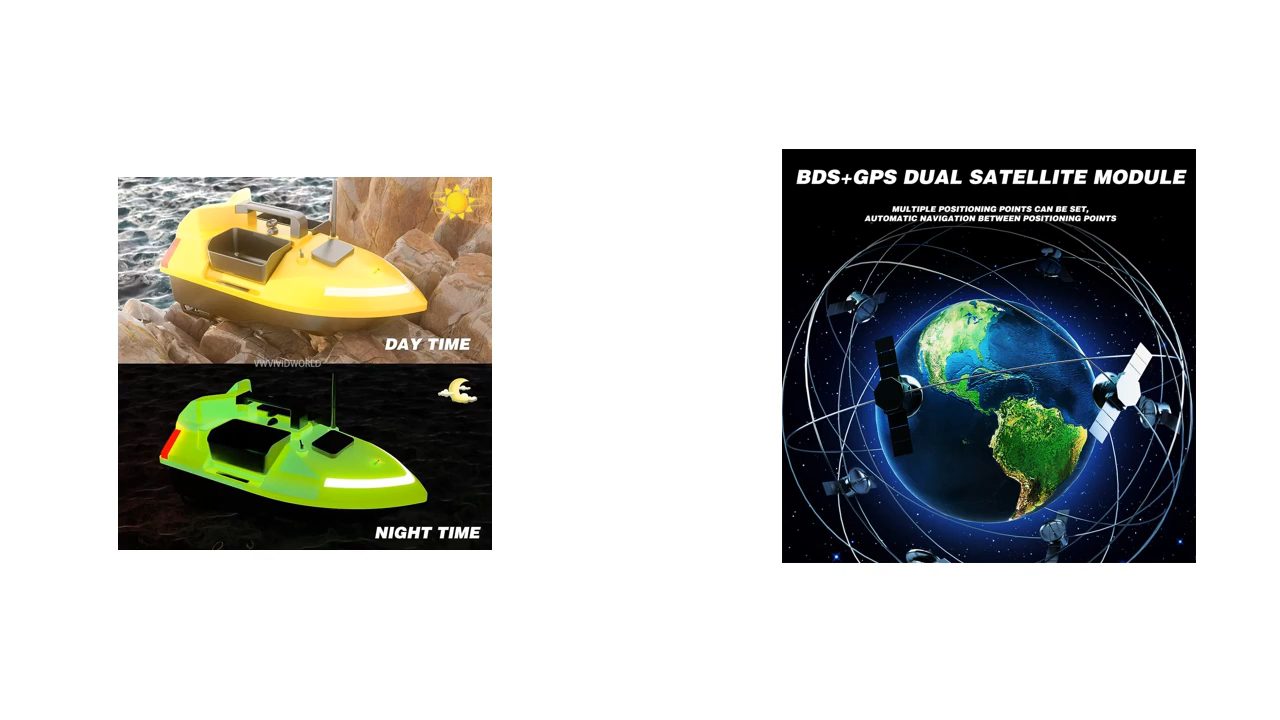 DAY TIME
VWVIVIDWORLD
NIGHT TIME
BDS+GPS DUAL SATELLITE MODULE
MULTIPLE POSITIONING POINTS CAN BE SET,
AUTOMATIC NAVIGATION BETWEEN POSITIONING POINTS